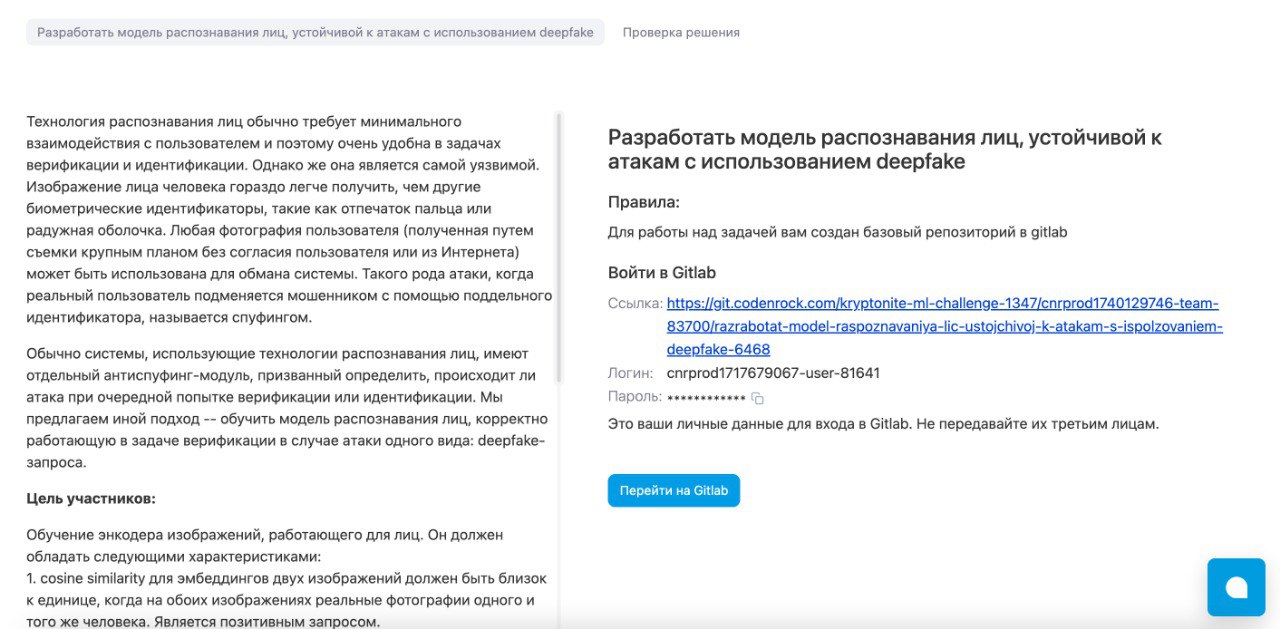 Разработать модель распознавания лиц, устойчивой к атакам с использованием deepfake
Проверка решения
Технология распознавания лиц обычно требует минимального
взаимодействия с пользователем и поэтому очень удобна в задачах
верификации и идентификации. Однако же она является самой уязвимой.
Изображение лица человека гораздо легче получить, чем другие
биометрические идентификаторы, такие как отпечаток пальца или
радужная оболочка. Любая фотография пользователя (полученная путем
съемки крупным планом без согласия пользователя или из Интернета)
может быть использована для обмана системы. Такого рода атаки, когда
реальный пользователь подменяется мошенником с помощью поддельного
идентификатора, называется спуфингом.
Обычно системы, использующие технологии распознавания лиц, имеют
отдельный антиспуфинг-модуль, призванный определить, происходит ли
атака при очередной попытке верификации или идентификации. Мы
предлагаем иной подход -- обучить модель распознавания лиц, корректно
работающую в задаче верификации в случае атаки одного вида: deepfake-
запроса.
Цель участников:
Обучение энкодера изображений, работающего для лиц. Он должен
обладать следующими характеристиками:
1. cosine similarity для эмбеддингов двух изображений должен быть близок
к единице, когда на обоих изображениях реальные фотографии одного и
того же человека. Является позитивным запросом.
Разработать модель распознавания лиц, устойчивой к
атакам с использованием deepfake
Правила:
Для работы над задачей вам создан базовый репозиторий в gitlab
Войти в Gitlab
Ссылка: https://git.codenrock.com/kryptonite-ml-challenge-1347/cnrprod1740129746-team-
83700/razrabotat-model-raspoznavaniya-lic-ustojchivoj-k-atakam-s-ispolzovaniem-
deepfake-6468
Логин: cnrprod1717679067-user-81641
Пароль: ************
Это ваши личные данные для входа в Gitlab. Не передавайте их третьим лицам.
Перейти на Gitlab